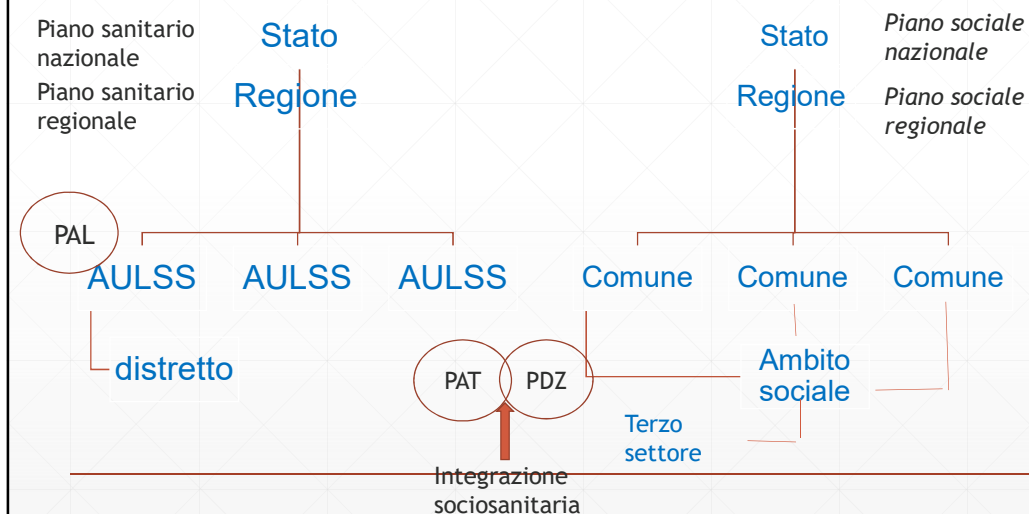 Piano sanitario
nazionale
Stato
Stato
Piano sociale
nazionale
Piano sanitario
regionale
Regione
Regione
Piano sociale
regionale
PAL
AULSS
AULSS
AULSS
Comune
Comune
Comune
distretto
PAT
PDZ
Ambito
sociale
Terzo
settore
Integrazione
sociosanitaria